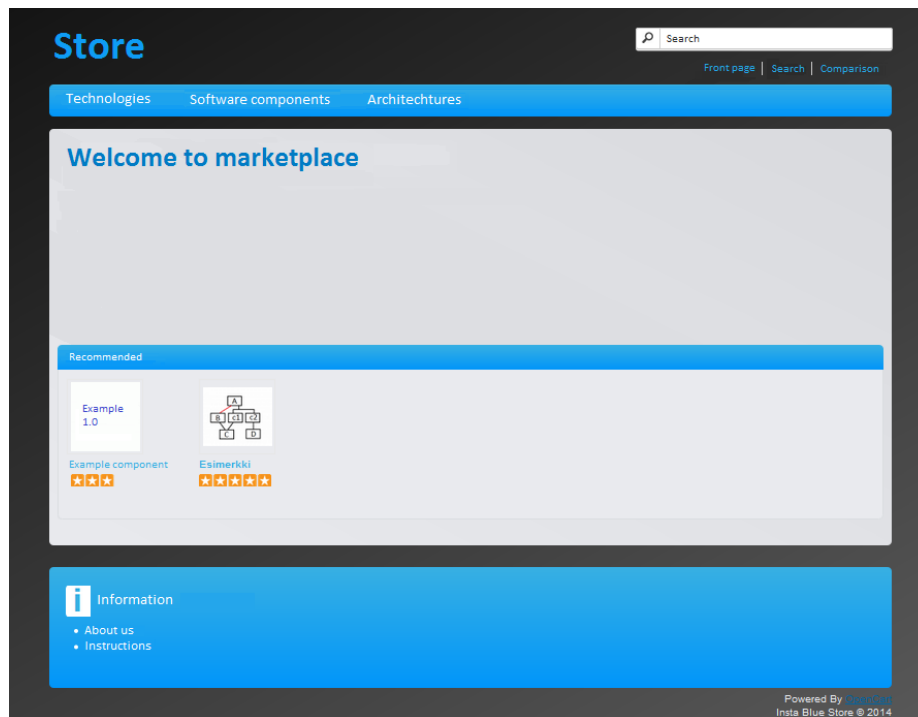 Store
Search
Front page | Search | Comparison
Technologies Software components Architechtures
Welcome to marketplace
Recommended
Example
1.0
A
B c1 c2
C D
Example component
Esimerkki
i Information
• About us
• Instructions
Powered By
Insta Blue Store © 2014